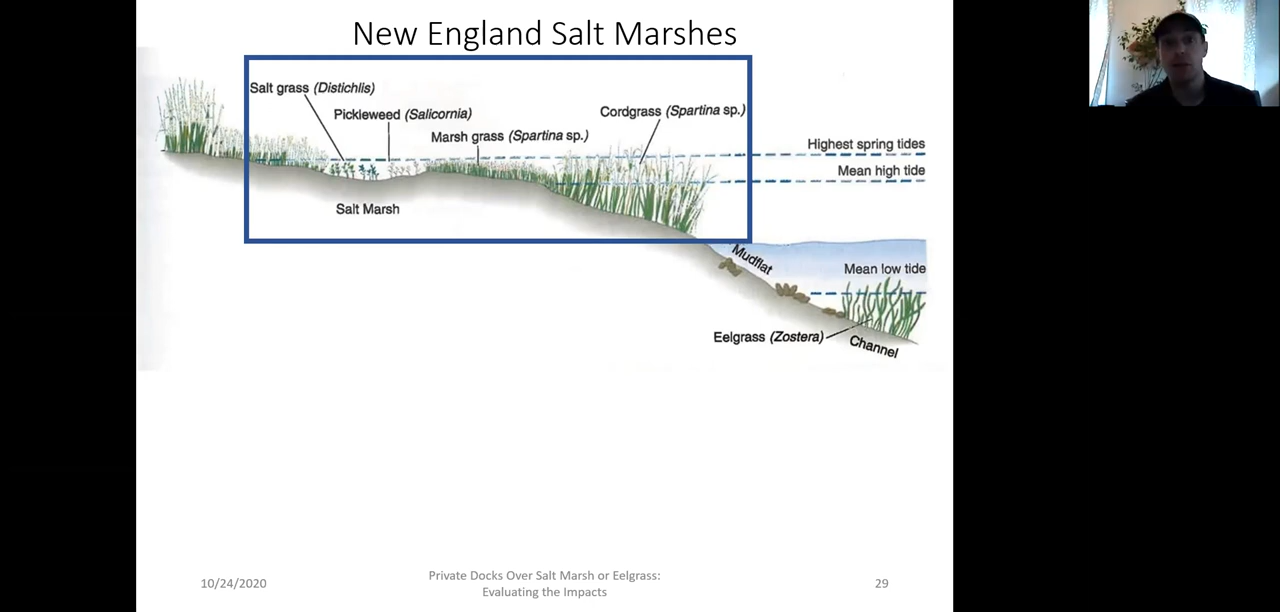 New England Salt Marshes
Salt grass (Distichlis)
Pickleweed (Salicornia)
Marsh grass (Spartina sp.)
Cordgrass (Spartina sp.)
Highest spring tides
Mean high tide
Salt Marsh
Mudflat
Mean low tide
Eelgrass (Zostera)
Channel
10/24/2020
Private Docks Over Salt Marsh or Eelgrass:
Evaluating the Impacts
29